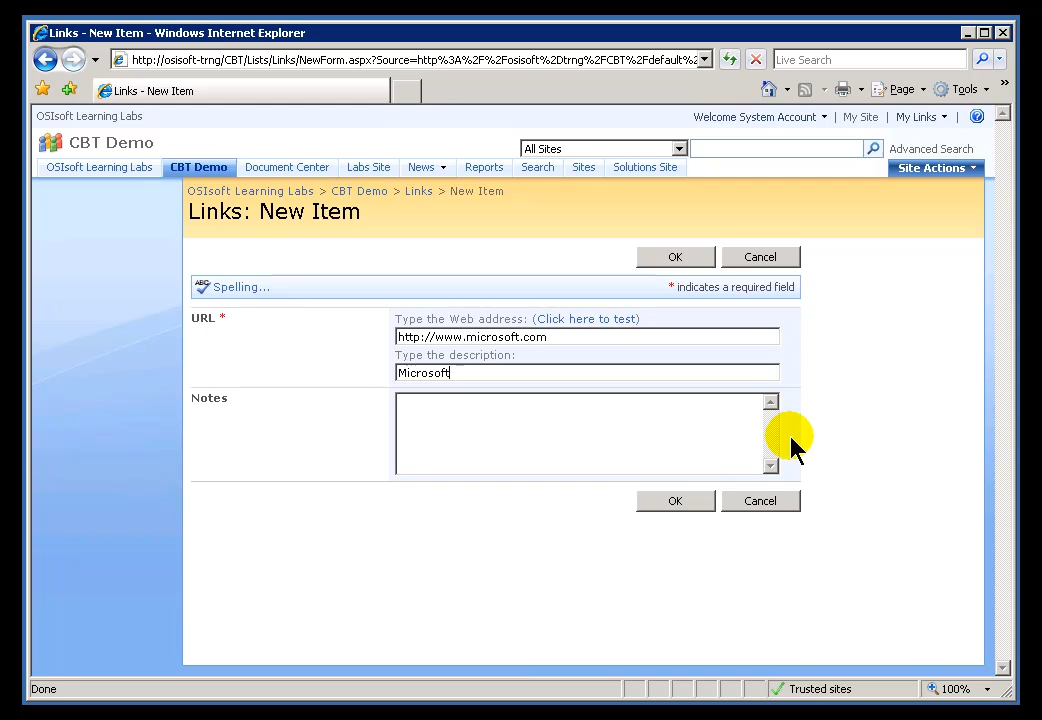 Links - New Item - Windows Internet Explorer
http://osisoft-trng/CBT/Lists/Links/NewForm.aspx?Source=http%3A%2F%2Fosisoft%2Dtrng%2FCBT%2Fdefault%2
Live Search
Links - New Item
Page
Tools
OSIsoft Learning Labs
Welcome System Account
My Site
My Links
CBT Demo
All Sites
Advanced Search
OSIsoft Learning Labs
CBT Demo
Document Center
Labs Site
News
Reports
Search
Sites
Solutions Site
Site Actions
OSIsoft Learning Labs > CBT Demo > Links > New Item
Links: New Item
OK
Cancel
ABC
Spelling...
* indicates a required field
URL *
Type the Web address: (Click here to test)
http://www.microsoft.com
Type the description:
Microsoft
Notes
OK
Cancel
Done
Trusted sites
100%